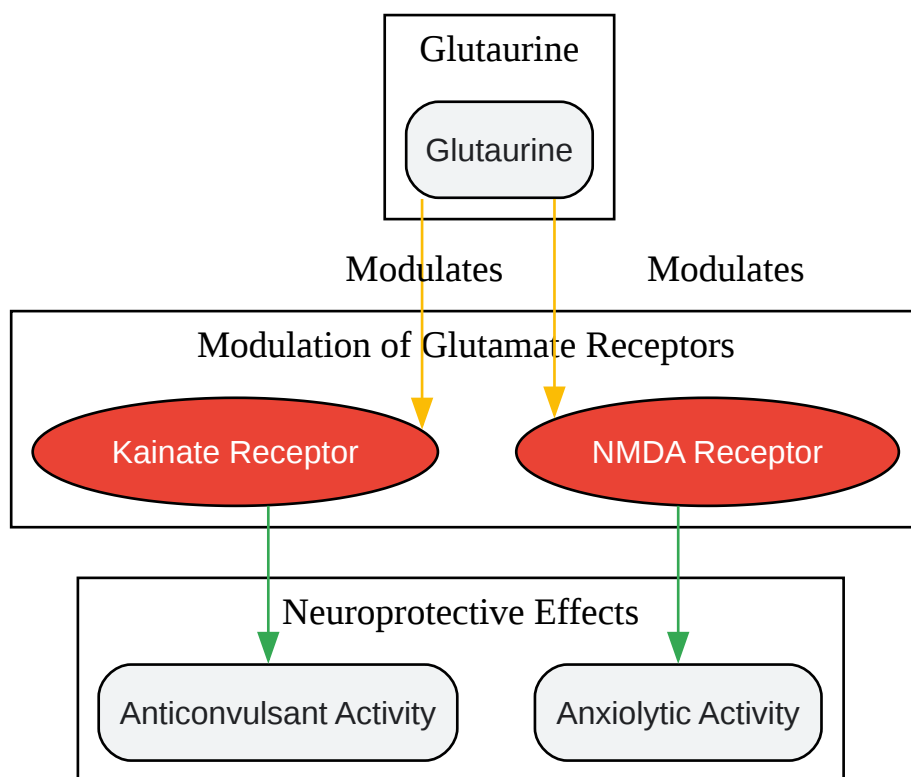 Glutaurine
Glutaurine
Modulates
Modulates
Modulation of Glutamate Receptors
Kainate Receptor
NMDA Receptor
Neuroprotective Effects
Anticonvulsant Activity
Anxiolytic Activity